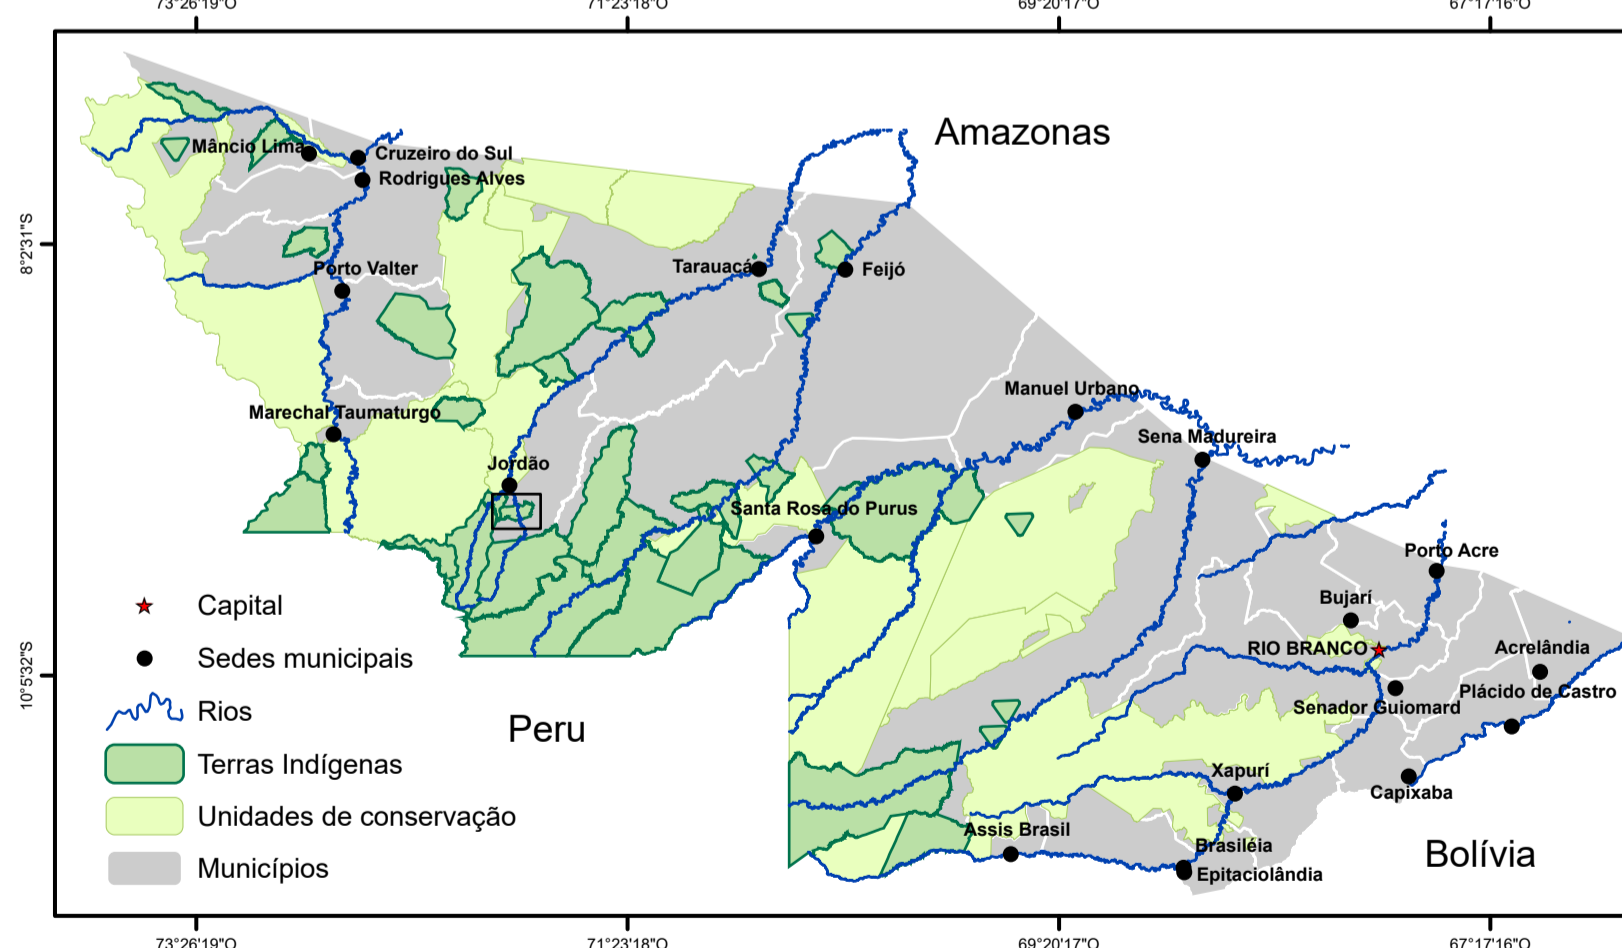 73°26'19"O 71°23'18"O 69°20'17"O 67°17'16"O
Amazonas
Mâncio Lima
Cruzeiro do Sul
Rodrigues Alves
8°2'31"S
Porto Valter
Tarauacá
Feijó
Manuel Urbano
Marechal Taumaturgo
Sena Madureira
Jordão
Santa Rosa do Purus
Porto Acre
Bujarí
RIO BRANCO
Acrelândia
10°5'32"S
Plácido de Castro
Senador Guiomard
Capital
Sedes municipais
Rios
Peru
Terras Indígenas
Xapurí
Capixaba
Unidades de conservação
Assis Brasil
Brasiléia
Bolívia
Municípios
Epitaciolândia
73°26'19"O 71°23'18"O 69°20'17"O 67°17'16"O